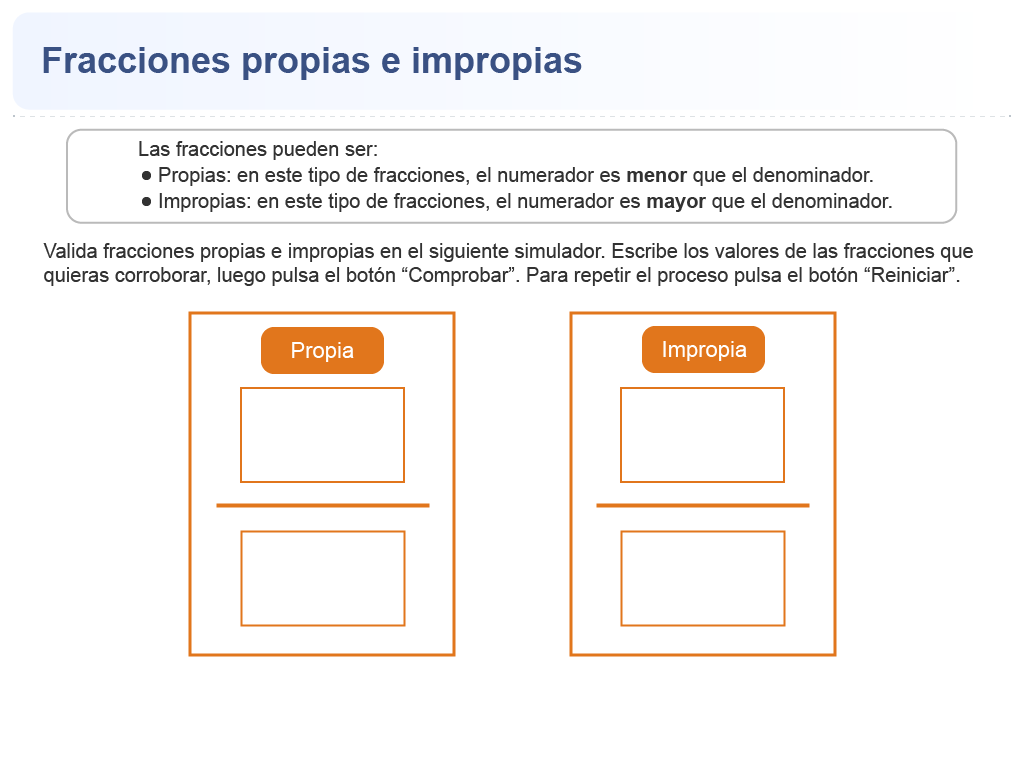 Fracciones propias e impropias
Las fracciones pueden ser:
● Propias: en este tipo de fracciones, el numerador es menor que el denominador.
● Impropias: en este tipo de fracciones, el numerador es mayor que el denominador.
Valida fracciones propias e impropias en el siguiente simulador. Escribe los valores de las fracciones que
quieras corroborar, luego pulsa el botón “Comprobar”. Para repetir el proceso pulsa el botón “Reiniciar”.
Propia
Impropia